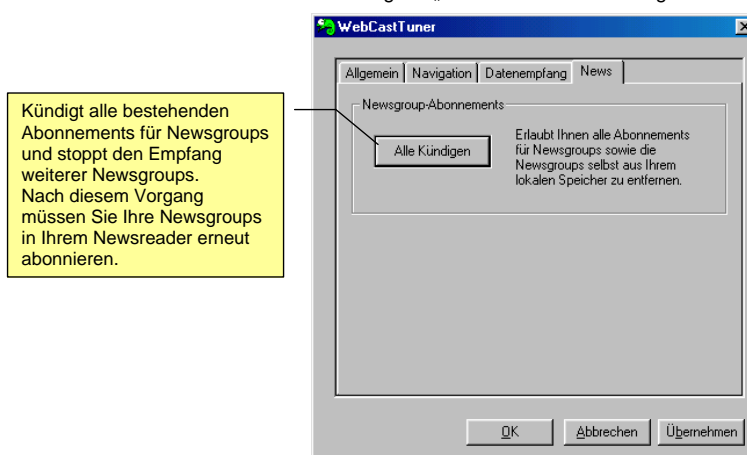 WebCastTuner
Allgemein
Navigation
Datenempfang
News
Newsgroup-Abonnements
Alle Kündigen
Erlaubt Ihnen alle Abonnements
für Newsgroups sowie die
Newsgroups selbst aus Ihrem
lokalen Speicher zu entfernen.
Kündigt alle bestehenden
Abonnements für Newsgroups
und stoppt den Empfang
weiterer Newsgroups.
Nach diesem Vorgang
müssen Sie Ihre Newsgroups
in Ihrem Newsreader erneut
abonnieren.
OK
Abbrechen
Übernehmen